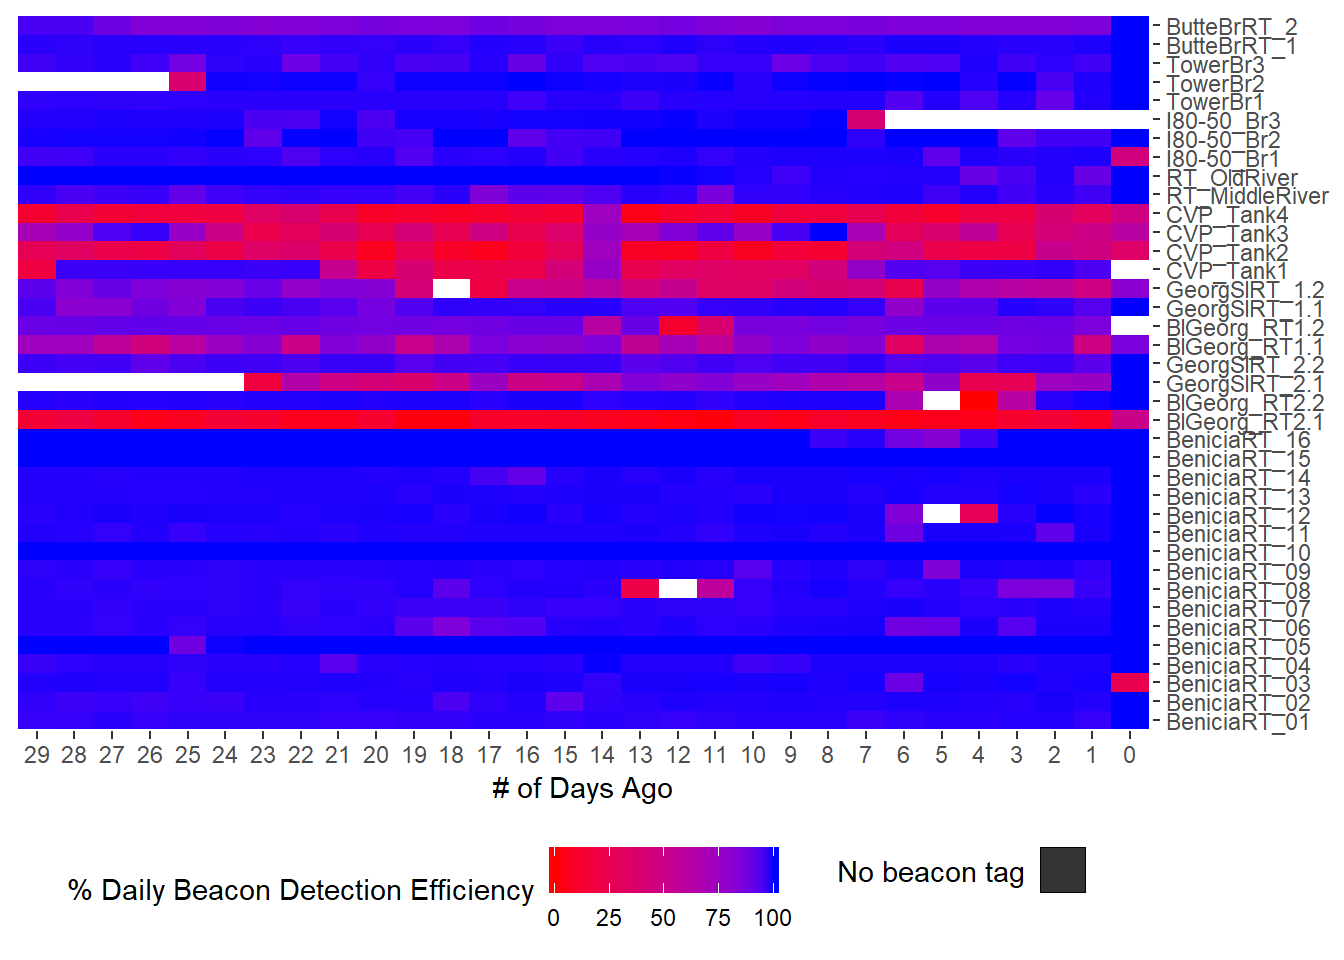 ButteBrRT_2
ButteBrRT_1
TowerBr3
TowerBr2
TowerBr1
I80-50_Br3
I80-50_Br2
I80-50_Br1
RT_OldRiver
RT_MiddleRiver
CVP_Tank4
CVP_Tank3
CVP_Tank2
CVP_Tank1
GeorgSlRT_1.2
GeorgSlRT_1.1
BlGeorg_RT1.2
BlGeorg_RT1.1
GeorgSlRT_2.2
GeorgSlRT_2.1
BlGeorg_RT2.2
BlGeorg_RT2.1
BeniciaRT_16
BeniciaRT_15
BeniciaRT_14
BeniciaRT_13
BeniciaRT_12
BeniciaRT_11
BeniciaRT_10
BeniciaRT_09
BeniciaRT_08
BeniciaRT_07
BeniciaRT_06
BeniciaRT_05
BeniciaRT_04
BeniciaRT_03
BeniciaRT_02
BeniciaRT_01
29 28 27 26 25 24 23 22 21 20 19 18 17 16 15 14 13 12 11 10 9 8 7 6 5 4 3 2 1 0
# of Days Ago
% Daily Beacon Detection Efficiency
0 25 50 75 100
No beacon tag